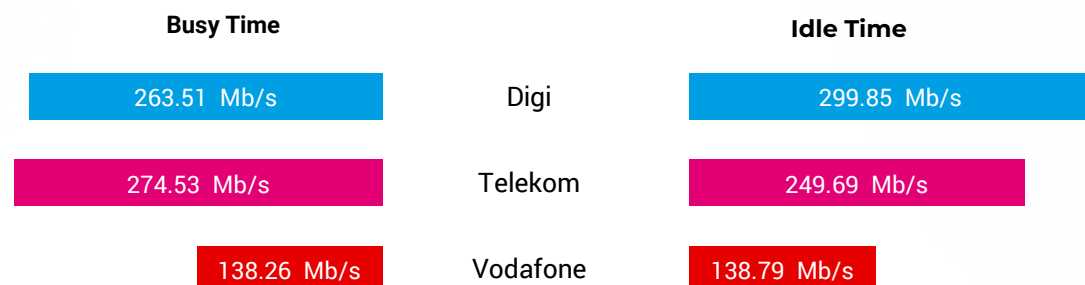 Busy Time Idle Time
263.51 Mb/s Digi 299.85 Mb/s
274.53 Mb/s Telekom 249.69 Mb/s
138.26 Mb/s Vodafone 138.79 Mb/s